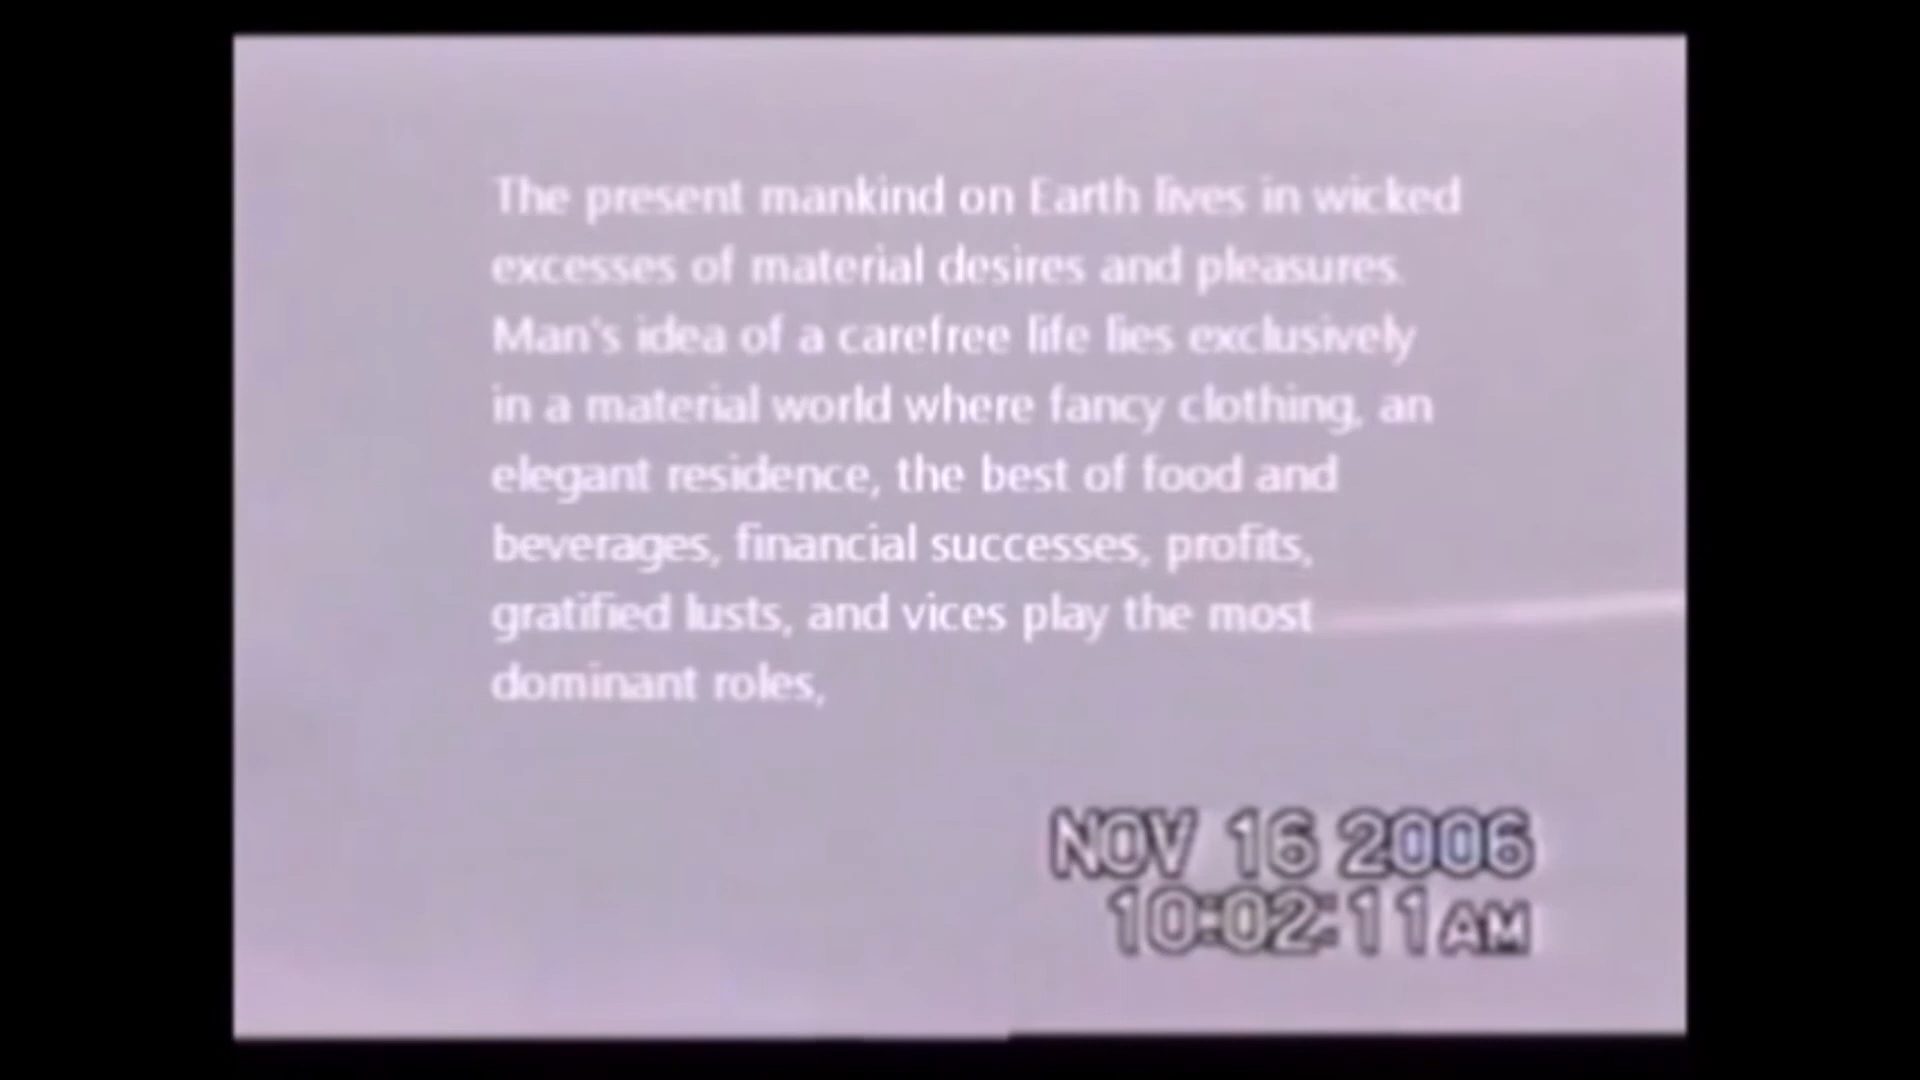 The present mankind on Earth lives in wicked
excesses of material desires and pleasures.
Man's idea of a carefree life lies exclusively
in a material world where fancy clothing, an
elegant residence, the best of food and
beverages, financial successes, profits,
gratified lusts, and vices play the most
dominant roles,
NOV 16 2006
10:02:11AM